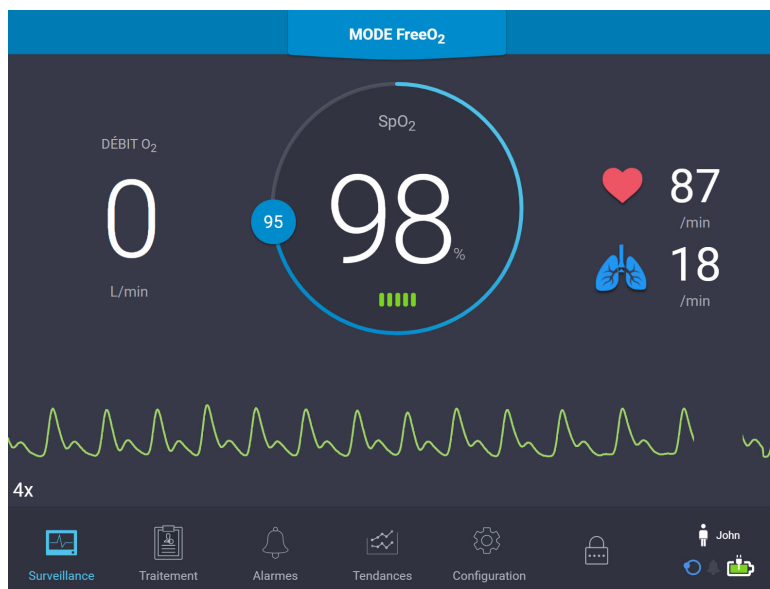 MODE FreeO₂
DÉBIT O₂
0
L/min
SpO₂
95
98
%
87
/min
18
/min
4x
Surveillance
Traitement
Alarmes
Tendances
Configuration
John